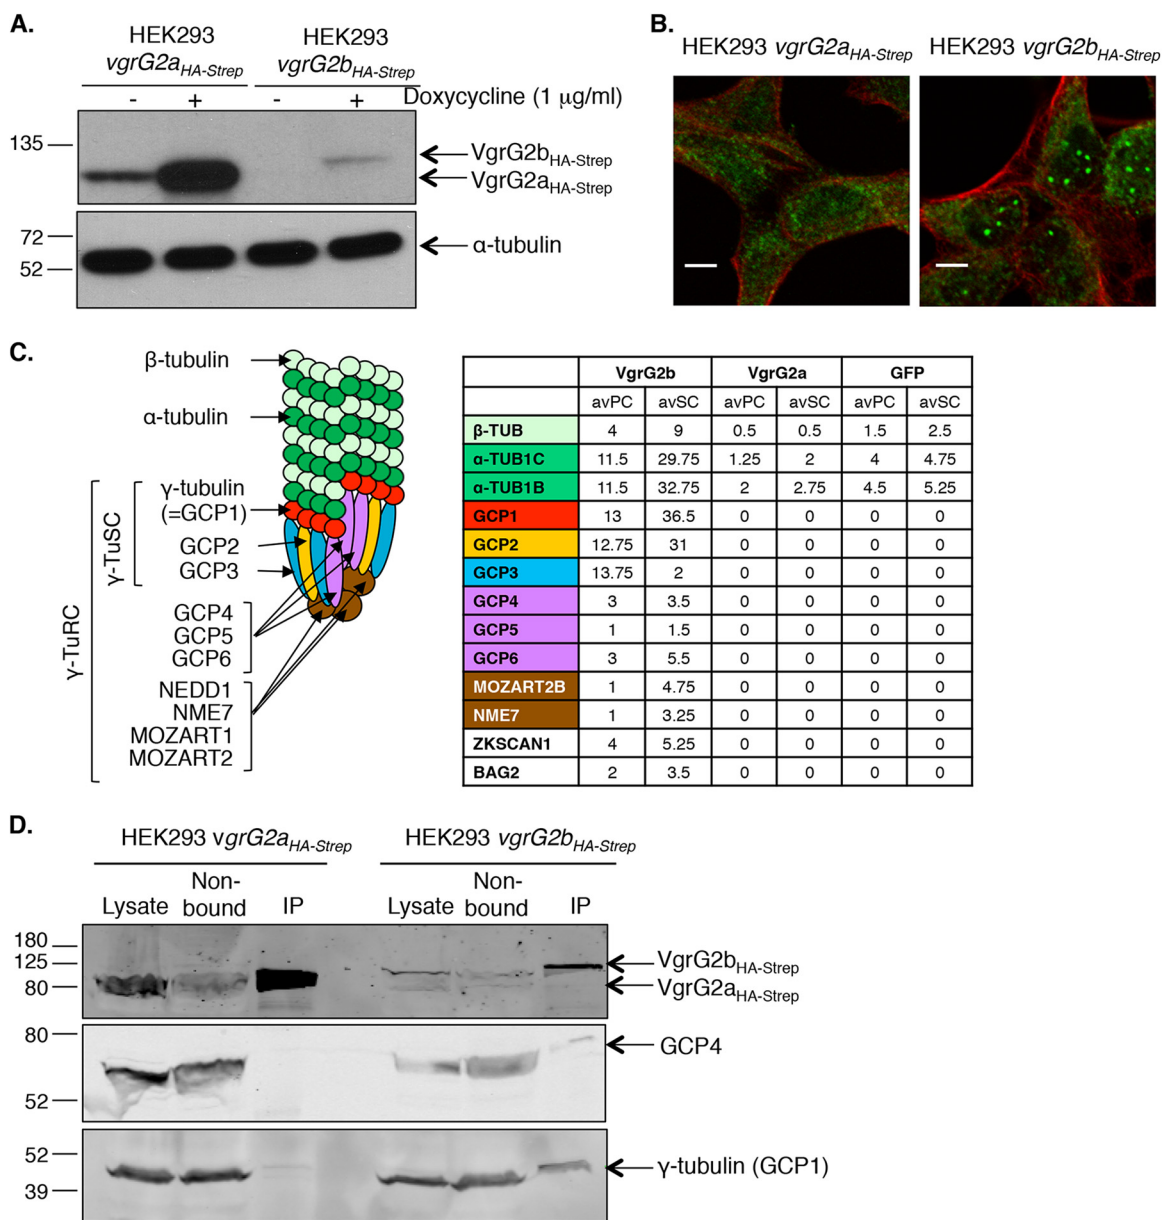 A.
HEK293 HEK293
vgrG2aHA-Strep vgrG2bHA-Strep
- + - + Doxycycline (1 μg/ml)
135
VgrG2bHA-Strep
VgrG2aHA-Strep
72
52
α-tubulin
B.
HEK293 vgrG2aHA-Strep HEK293 vgrG2bHA-Strep
C.
β-tubulin
α-tubulin
γ-tubulin
(=GCP1)
GCP2
GCP3
γ-TuSC
GCP4
GCP5
GCP6
NEDD1
NME7
MOZART1
MOZART2
γ-TuRC
VgrG2b VgrG2a GFP
avPC avSC avPC avSC avPC avSC
β-TUB 4 9 0.5 0.5 1.5 2.5
α-TUB1C 11.5 29.75 1.25 2 4 4.75
α-TUB1B 11.5 32.75 2 2.75 4.5 5.25
GCP1 13 36.5 0 0 0 0
GCP2 12.75 31 0 0 0 0
GCP3 13.75 2 0 0 0 0
GCP4 3 3.5 0 0 0 0
GCP5 1 1.5 0 0 0 0
GCP6 3 5.5 0 0 0 0
MOZART2B 1 4.75 0 0 0 0
NME7 1 3.25 0 0 0 0
ZKSCAN1 4 5.25 0 0 0 0
BAG2 2 3.5 0 0 0 0
D.
HEK293 vgrG2aHA-Strep HEK293 vgrG2bHA-Strep
Non- Non-
Lysate bound IP Lysate bound IP
180
125
80
VgrG2bHA-Strep
VgrG2aHA-Strep
80
52
GCP4
52
39
γ-tubulin (GCP1)